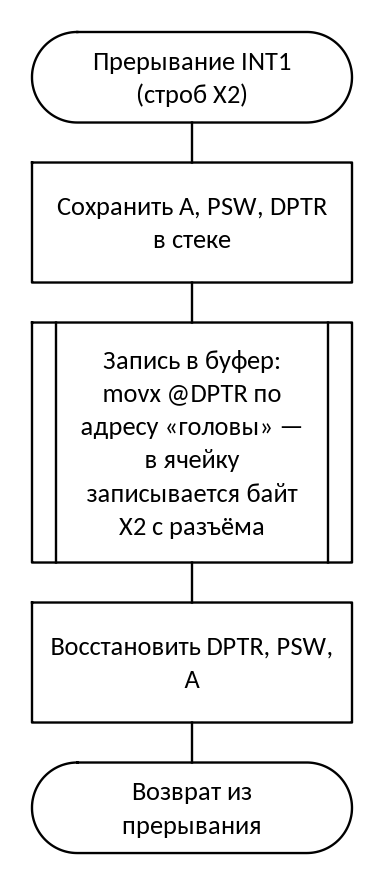 Прерывание INT1
(строб X2)
Сохранить A, PSW, DPTR
в стеке
Запись в буфер:
movx @DPTR по
адресу «головы» —
в ячейку
записывается байт
X2 с разъёма
Восстановить DPTR, PSW,
A
Возврат из
прерывания